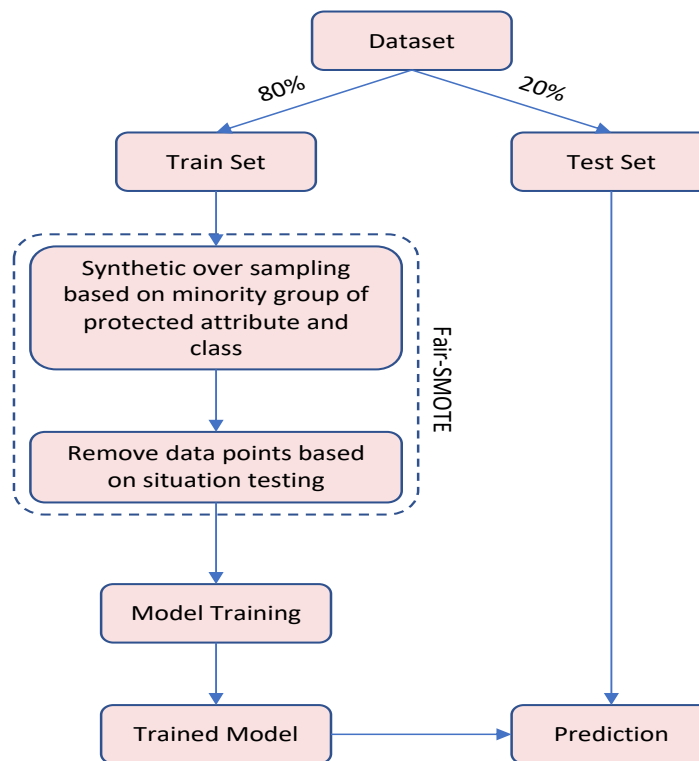 Dataset
80%
20%
Train Set
Test Set
Synthetic over sampling
based on minority group of
protected attribute and
class
Fair-SMOTE
Remove data points based
on situation testing
Model Training
Trained Model
Prediction